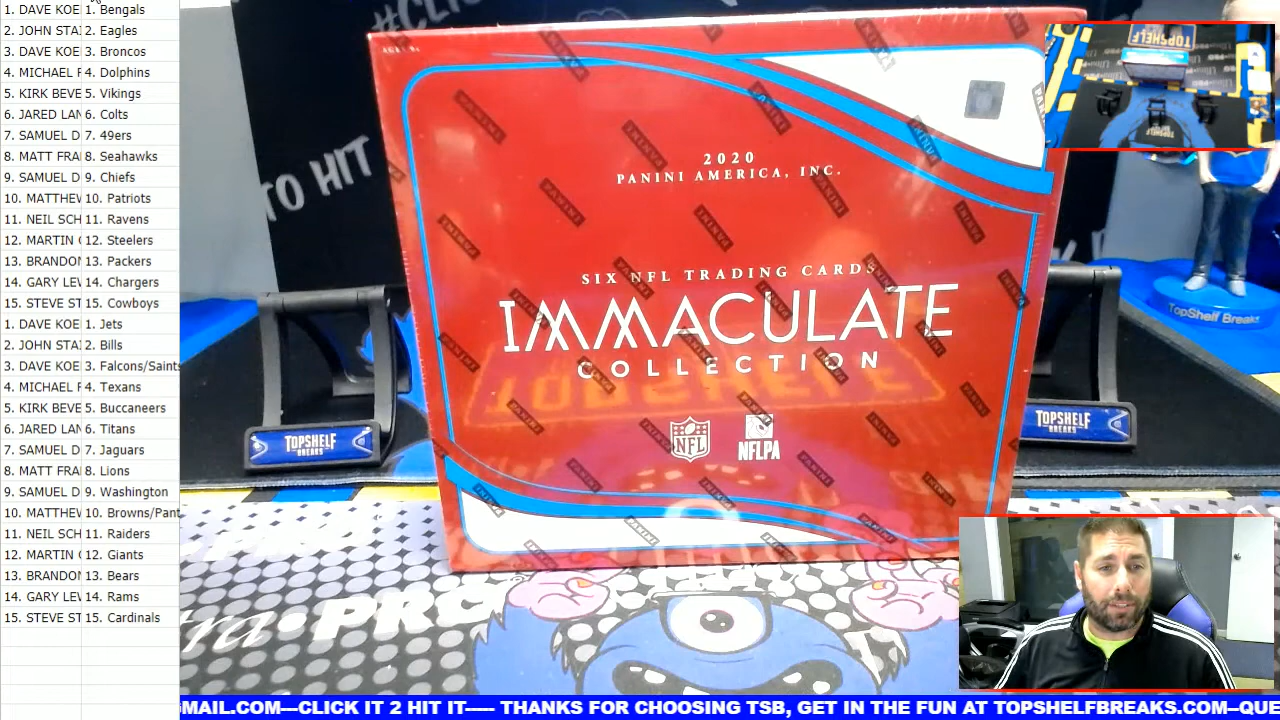 1. DAVE KOE 1. Bengals
2. JOHN STA 2. Eagles
3. DAVE KOE 3. Broncos
4. MICHAEL F 4. Dolphins
5. KIRK BEVE 5. Vikings
6. JARED LAN 6. Colts
7. SAMUEL D 7. 49ers
8. MATT FRA 8. Seahawks
9. SAMUEL D 9. Chiefs
10. MATTHEW 10. Patriots
11. NEIL SCH 11. Ravens
12. MARTIN 12. Steelers
13. BRANDON 13. Packers
14. GARY LEV 14. Chargers
15. STEVE ST 15. Cowboys
1. DAVE KOE 1. Jets
2. JOHN STA 2. Bills
3. DAVE KOE 3. Falcons/Saints
4. MICHAEL F 4. Texans
5. KIRK BEVE 5. Buccaneers
6. JARED LAN 6. Titans
7. SAMUEL D 7. Jaguars
8. MATT FRA 8. Lions
9. SAMUEL D 9. Washington
10. MATTHEW 10. Browns/Pant
11. NEIL SCH 11. Raiders
12. MARTIN 12. Giants
13. BRANDON 13. Bears
14. GARY LEV 14. Rams
15. STEVE ST 15. Cardinals
#CLIC
TO HIT
2020
PANINI AMERICA, INC.
SIX NFL TRADING CARDS
IMMACULATE
COLLECTION
NFL
NFLPA
PANINI
TOPSHELF
BREAKS
TOPSHELF
BREAKS
TopShelf Breaks
TOPSHELF
tra·PRO
GMAIL.COM---CLICK IT 2 HIT IT----- THANKS FOR CHOOSING TSB, GET IN THE FUN AT TOPSHELFBREAKS.COM--QUE